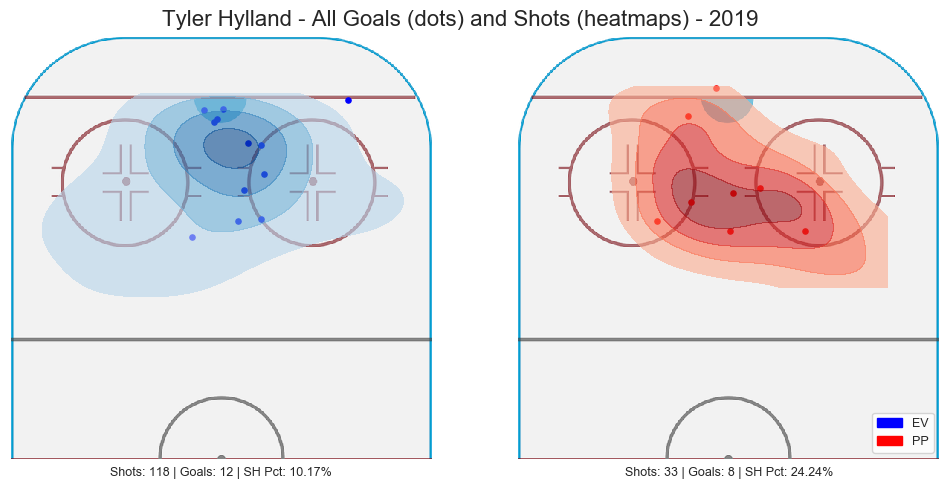 Tyler Hylland - All Goals (dots) and Shots (heatmaps) - 2019
EV
PP
Shots: 118 | Goals: 12 | SH Pct: 10.17%
Shots: 33 | Goals: 8 | SH Pct: 24.24%